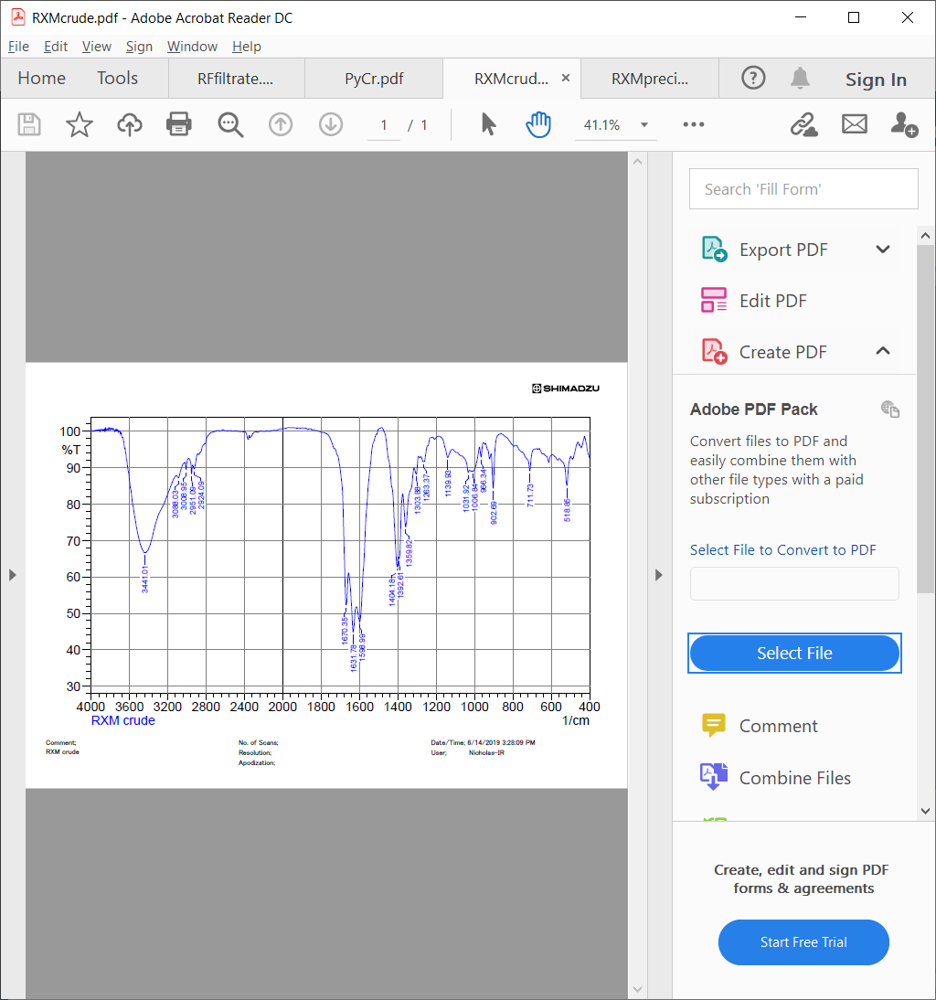 RXMcrude.pdf - Adobe Acrobat Reader DC
File Edit View Sign Window Help
Home Tools RFfiltrate.... PyCr.pdf RXMcrud... × RXMpreci... ? Sign In
1 / 1 41.1%
Search 'Fill Form'
Export PDF
Edit PDF
Create PDF
Adobe PDF Pack
Convert files to PDF and
easily combine them with
other file types with a paid
subscription
Select File to Convert to PDF
Select File
Comment
Combine Files
Create, edit and sign PDF
forms & agreements
Start Free Trial
SHIMADZU
100
%T
90
80
70
60
50
40
30
3441.01
3088.03
3008.95
2951.09
2924.09
1670.35
1631.78
1598.99
1404.18
1392.61
1359.82
1303.88
1263.37
1139.93
1031.92
1006.84
966.34
902.69
711.73
518.85
4000 3600 3200 2800 2400 2000 1800 1600 1400 1200 1000 800 600 400
RXM crude 1/cm
Comment; No. of Scans; Date/Time; 6/14/2019 3:28:09 PM
RXM crude Resolution; User; Nicholas-IR
Apodization;